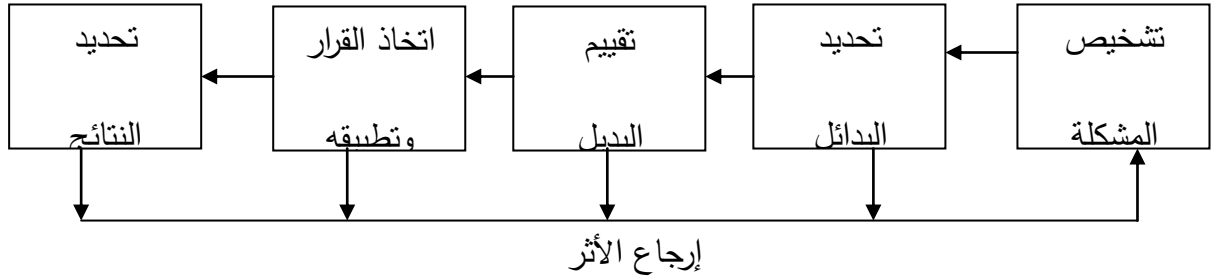 تشخيص
المشكلة
تحديد
البدائل
تقييم
البديل
اتخاذ القرار
وتطبيقه
تحديد
النتائج
إرجاع الأثر